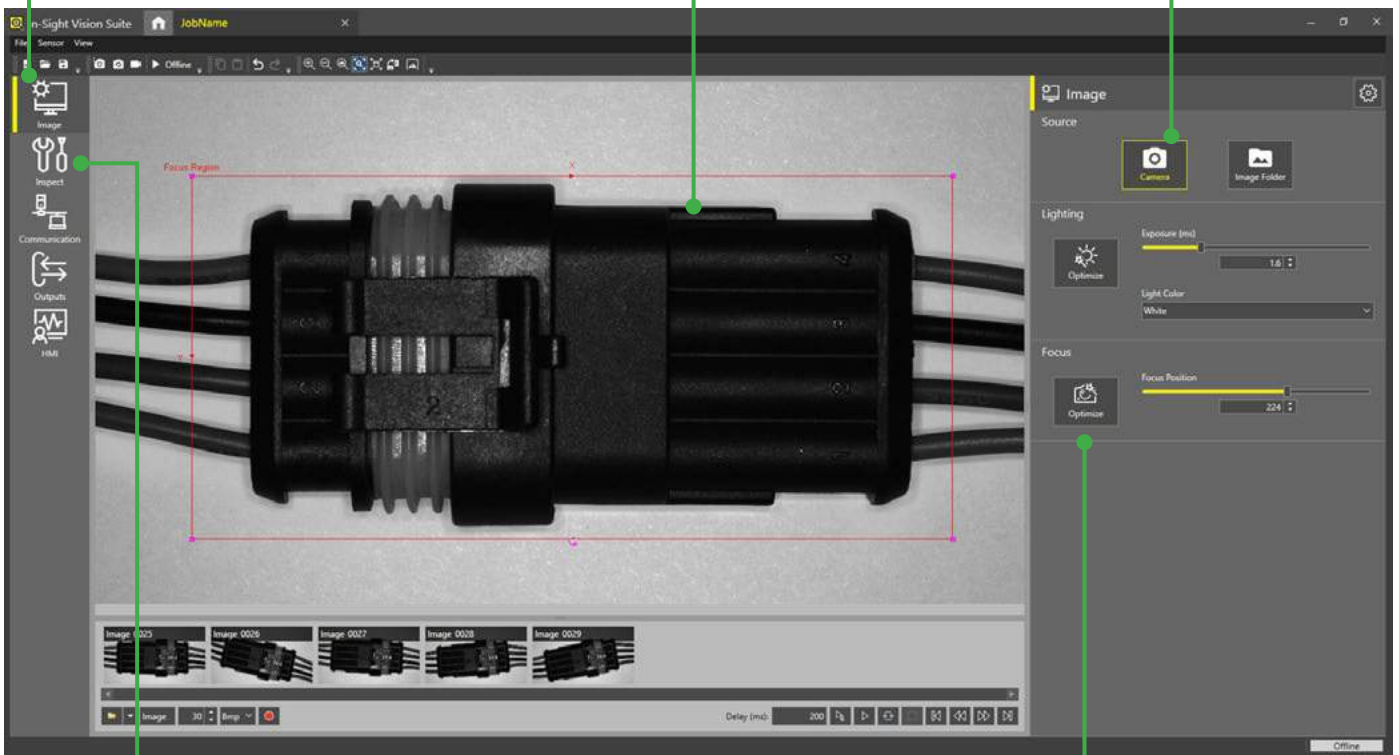 In-Sight Vision Suite JobName
File Sensor View
Offline
Image
Inspect
Communication
Outputs
HMI
Focus Region
X
2
Image 0025 Image 0026 Image 0027 Image 0028 Image 0029
Image 30 Bmp Delay (ms): 200
Image
Source
Camera Image Folder
Lighting
Optimize
Exposure (ms)
1.6
Light Color
White
Focus
Optimize
Focus Position
224
Offline